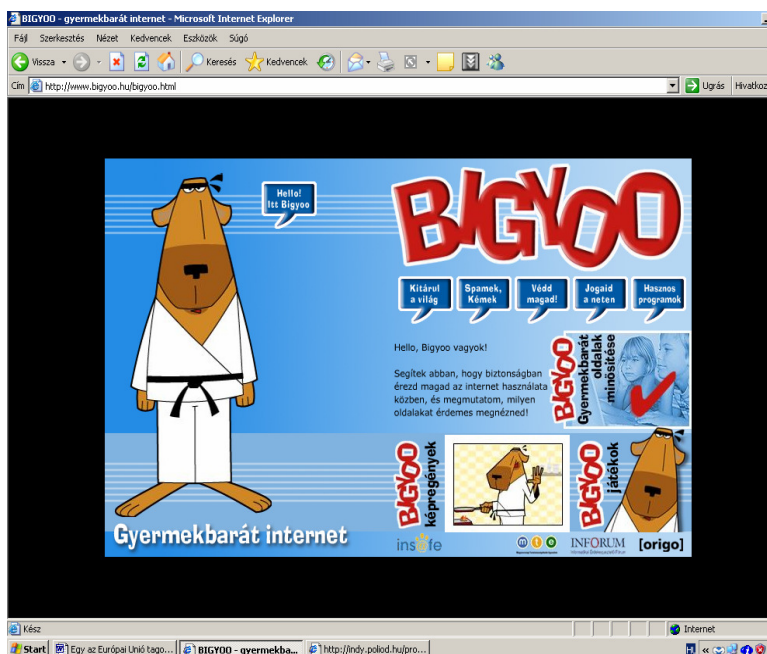 BIGYOO - gyermekbarát internet - Microsoft Internet Explorer
Fájl Szerkesztés Nézet Kedvencek Eszközök Súgó
Vissza Keresés Kedvencek
Cím http://www.bigyoo.hu/bigyoo.html Ugrás Hivatkoz
Hello!
Itt Bigyoo
BIGYOO
Kitárul
a világ
Spamek,
Kémek
Védd
magad!
Jogaid
a neten
Hasznos
programok
Hello, Bigyoo vagyok!
Segítek abban, hogy biztonságban
érezd magad az internet használata
közben, és megmutatom, milyen
oldalakat érdemes megnézned!
BIGYOO
Gyermekbarát
oldalak
minősítése
BIGYOO
képregények
BIGYOO
játékok
Gyermekbarát internet
insafe
mte
INFORUM
[origo]
Kész Internet
Start Egy az Európai Unió tago... BIGYOO - gyermekba... http://indy.poliod.hu/pro... H «